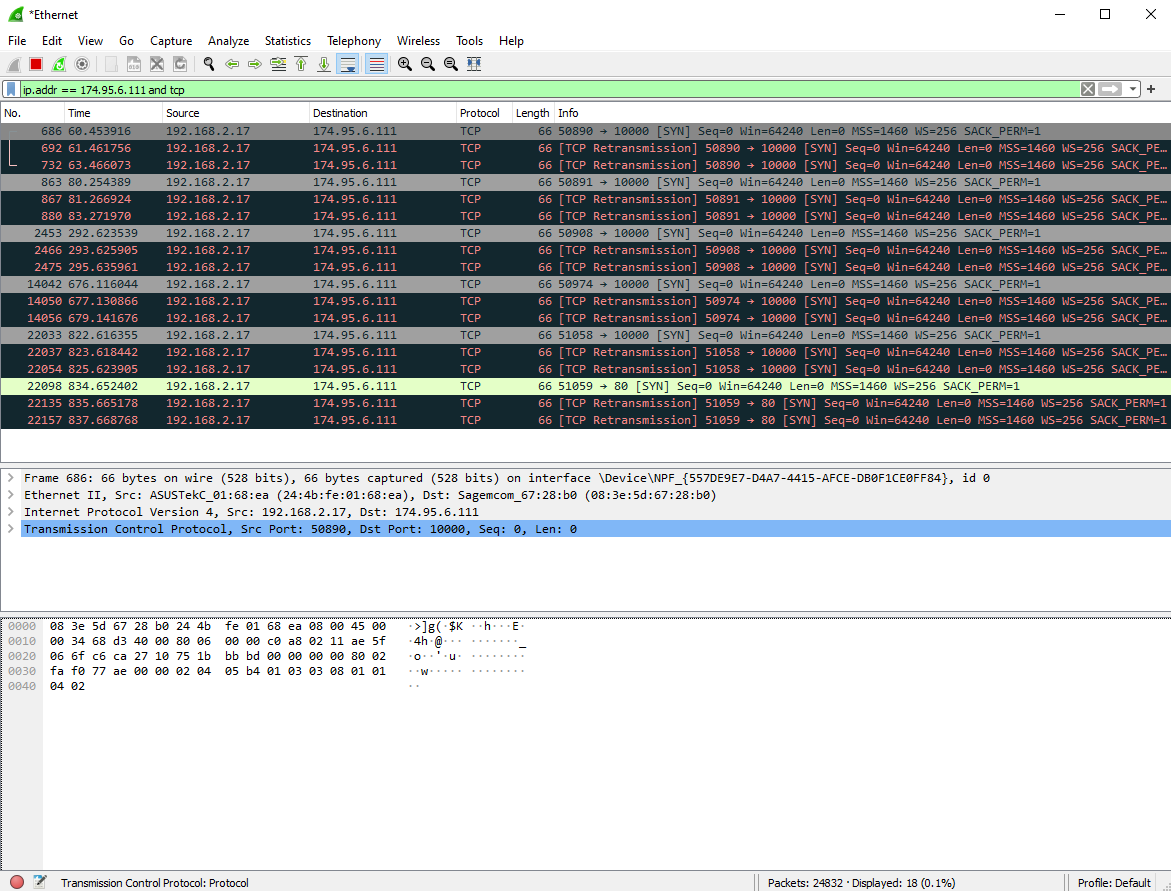 *Ethernet
File Edit View Go Capture Analyze Statistics Telephony Wireless Tools Help
ip.addr == 174.95.6.111 and tcp
No. Time Source Destination Protocol Length Info
686 60.453916 192.168.2.17 174.95.6.111 TCP 66 50890 → 10000 [SYN] Seq=0 Win=64240 Len=0 MSS=1460 WS=256 SACK_PERM=1
692 61.461756 192.168.2.17 174.95.6.111 TCP 66 [TCP Retransmission] 50890 → 10000 [SYN] Seq=0 Win=64240 Len=0 MSS=1460 WS=256 SACK_PE…
732 63.466073 192.168.2.17 174.95.6.111 TCP 66 [TCP Retransmission] 50890 → 10000 [SYN] Seq=0 Win=64240 Len=0 MSS=1460 WS=256 SACK_PE…
863 80.254389 192.168.2.17 174.95.6.111 TCP 66 50891 → 10000 [SYN] Seq=0 Win=64240 Len=0 MSS=1460 WS=256 SACK_PERM=1
867 81.266924 192.168.2.17 174.95.6.111 TCP 66 [TCP Retransmission] 50891 → 10000 [SYN] Seq=0 Win=64240 Len=0 MSS=1460 WS=256 SACK_PE…
880 83.271970 192.168.2.17 174.95.6.111 TCP 66 [TCP Retransmission] 50891 → 10000 [SYN] Seq=0 Win=64240 Len=0 MSS=1460 WS=256 SACK_PE…
2453 292.623539 192.168.2.17 174.95.6.111 TCP 66 50908 → 10000 [SYN] Seq=0 Win=64240 Len=0 MSS=1460 WS=256 SACK_PERM=1
2466 293.625905 192.168.2.17 174.95.6.111 TCP 66 [TCP Retransmission] 50908 → 10000 [SYN] Seq=0 Win=64240 Len=0 MSS=1460 WS=256 SACK_PE…
2475 295.635961 192.168.2.17 174.95.6.111 TCP 66 [TCP Retransmission] 50908 → 10000 [SYN] Seq=0 Win=64240 Len=0 MSS=1460 WS=256 SACK_PE…
14042 676.116044 192.168.2.17 174.95.6.111 TCP 66 50974 → 10000 [SYN] Seq=0 Win=64240 Len=0 MSS=1460 WS=256 SACK_PERM=1
14050 677.130866 192.168.2.17 174.95.6.111 TCP 66 [TCP Retransmission] 50974 → 10000 [SYN] Seq=0 Win=64240 Len=0 MSS=1460 WS=256 SACK_PE…
14056 679.141676 192.168.2.17 174.95.6.111 TCP 66 [TCP Retransmission] 50974 → 10000 [SYN] Seq=0 Win=64240 Len=0 MSS=1460 WS=256 SACK_PE…
22033 822.616355 192.168.2.17 174.95.6.111 TCP 66 51058 → 10000 [SYN] Seq=0 Win=64240 Len=0 MSS=1460 WS=256 SACK_PERM=1
22037 823.618442 192.168.2.17 174.95.6.111 TCP 66 [TCP Retransmission] 51058 → 10000 [SYN] Seq=0 Win=64240 Len=0 MSS=1460 WS=256 SACK_PE…
22054 825.623905 192.168.2.17 174.95.6.111 TCP 66 [TCP Retransmission] 51058 → 10000 [SYN] Seq=0 Win=64240 Len=0 MSS=1460 WS=256 SACK_PE…
22098 834.652402 192.168.2.17 174.95.6.111 TCP 66 51059 → 80 [SYN] Seq=0 Win=64240 Len=0 MSS=1460 WS=256 SACK_PERM=1
22135 835.665178 192.168.2.17 174.95.6.111 TCP 66 [TCP Retransmission] 51059 → 80 [SYN] Seq=0 Win=64240 Len=0 MSS=1460 WS=256 SACK_PERM=1
22157 837.668768 192.168.2.17 174.95.6.111 TCP 66 [TCP Retransmission] 51059 → 80 [SYN] Seq=0 Win=64240 Len=0 MSS=1460 WS=256 SACK_PERM=1
Frame 686: 66 bytes on wire (528 bits), 66 bytes captured (528 bits) on interface \Device\NPF_{557DE9E7-D4A7-4415-AFCE-DB0F1CE0FF84}, id 0
Ethernet II, Src: ASUSTekC_01:68:ea (24:4b:fe:01:68:ea), Dst: Sagemcom_67:28:b0 (08:3e:5d:67:28:b0)
Internet Protocol Version 4, Src: 192.168.2.17, Dst: 174.95.6.111
Transmission Control Protocol, Src Port: 50890, Dst Port: 10000, Seq: 0, Len: 0
0000 08 3e 5d 67 28 b0 24 4b fe 01 68 ea 08 00 45 00 ·>]g(·$K ··h···E·
0010 00 34 68 d3 40 00 80 06 00 00 c0 a8 02 11 ae 5f ·4h·@··· ·······_
0020 06 6f c6 ca 27 10 75 1b bb bd 00 00 00 00 80 02 ·o··'·u· ········
0030 fa f0 77 ae 00 00 02 04 05 b4 01 03 03 08 01 01 ··w····· ········
0040 04 02 ··
Transmission Control Protocol: Protocol Packets: 24832 · Displayed: 18 (0.1%) Profile: Default